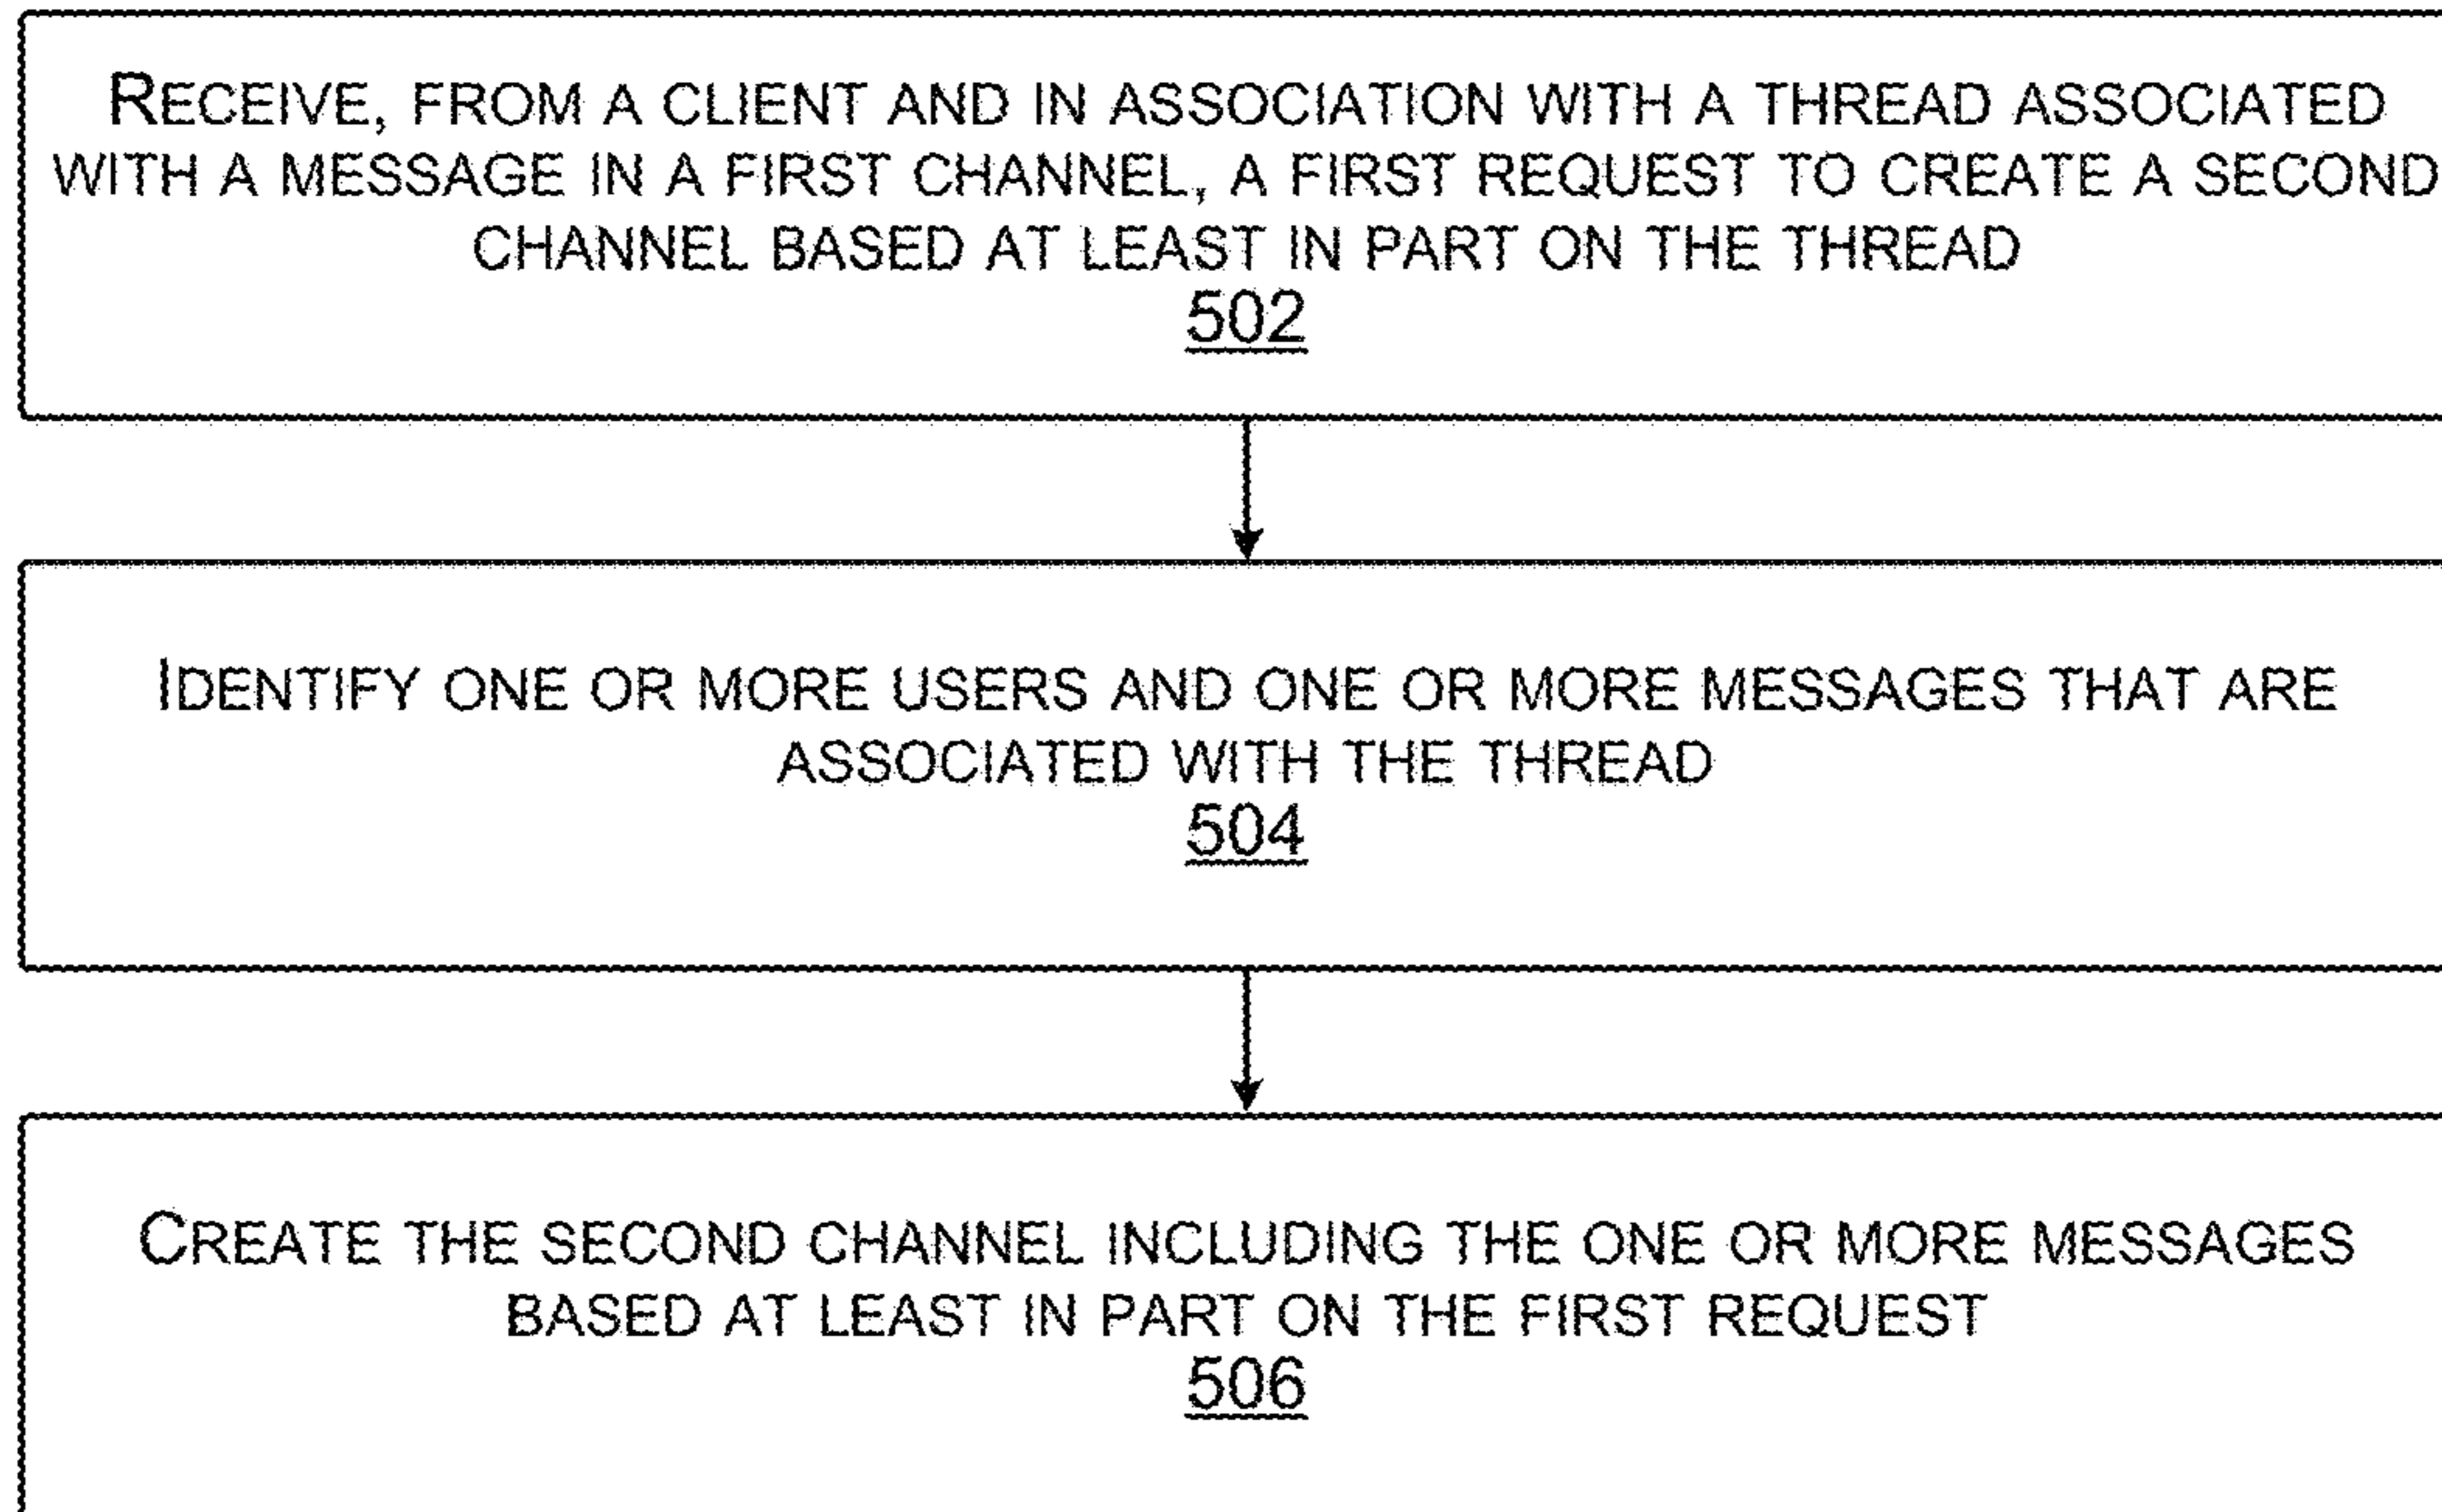 RECEIVE, FROM A CLIENT AND IN ASSOCIATION WITH A THREAD ASSOCIATED
WITH A MESSAGE IN A FIRST CHANNEL, A FIRST REQUEST TO CREATE A SECOND
CHANNEL BASED AT LEAST IN PART ON THE THREAD
502
IDENTIFY ONE OR MORE USERS AND ONE OR MORE MESSAGES THAT ARE
ASSOCIATED WITH THE THREAD
504
CREATE THE SECOND CHANNEL INCLUDING THE ONE OR MORE MESSAGES
BASED AT LEAST IN PART ON THE FIRST REQUEST
506